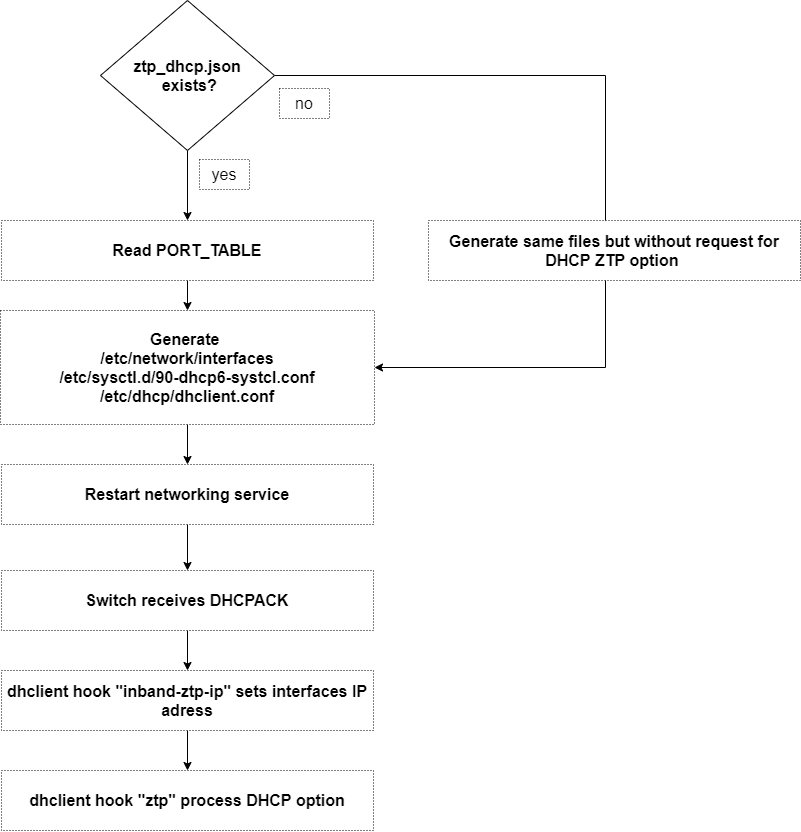 ztp_dhcp.json
exists?
no
yes
Read PORT_TABLE
Generate same files but without request for
DHCP ZTP option
Generate
/etc/network/interfaces
/etc/sysctl.d/90-dhcp6-systcl.conf
/etc/dhcp/dhclient.conf
Restart networking service
Switch receives DHCPACK
dhclient hook "inband-ztp-ip" sets interfaces IP
adress
dhclient hook "ztp" process DHCP option